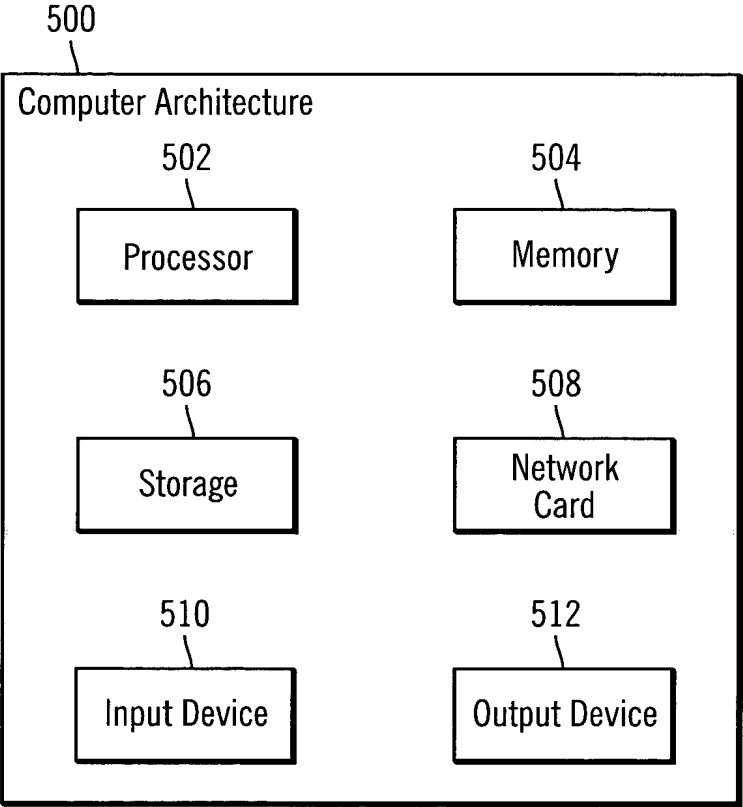 500
Computer Architecture
502
504
Processor
Memory
506
508
Storage
Network
Card
510
512
Input Device
Output Device